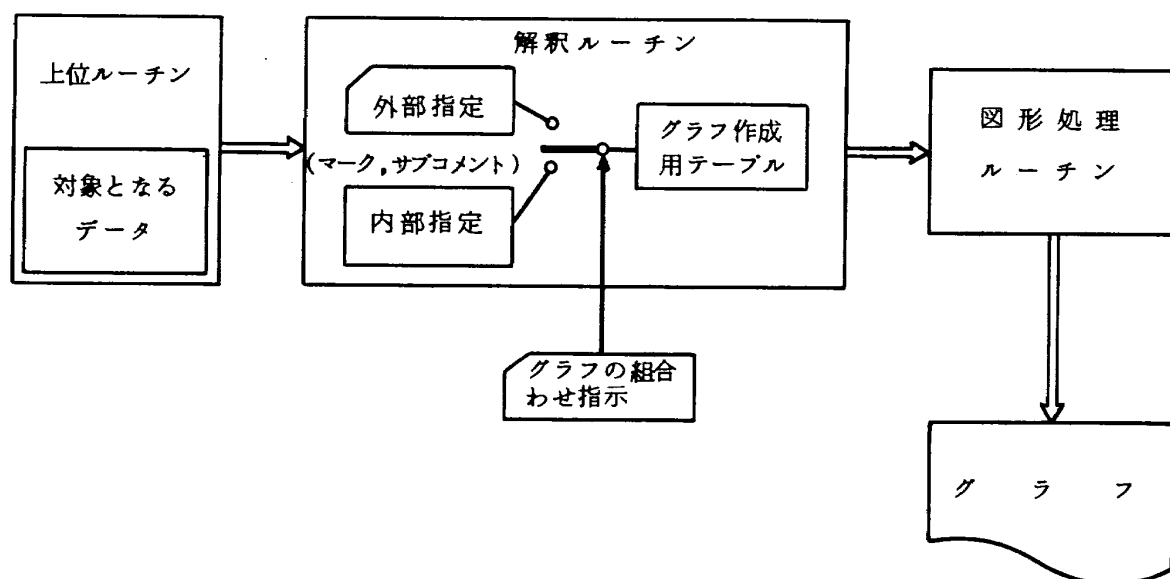 上位ルーチン
対象となる
データ
解釈ルーチン
外部指定
(マーク,サブコメント)
内部指定
グラフ作成
用テーブル
グラフの組合
わせ指示
図形処理
ルーチン
グラフ